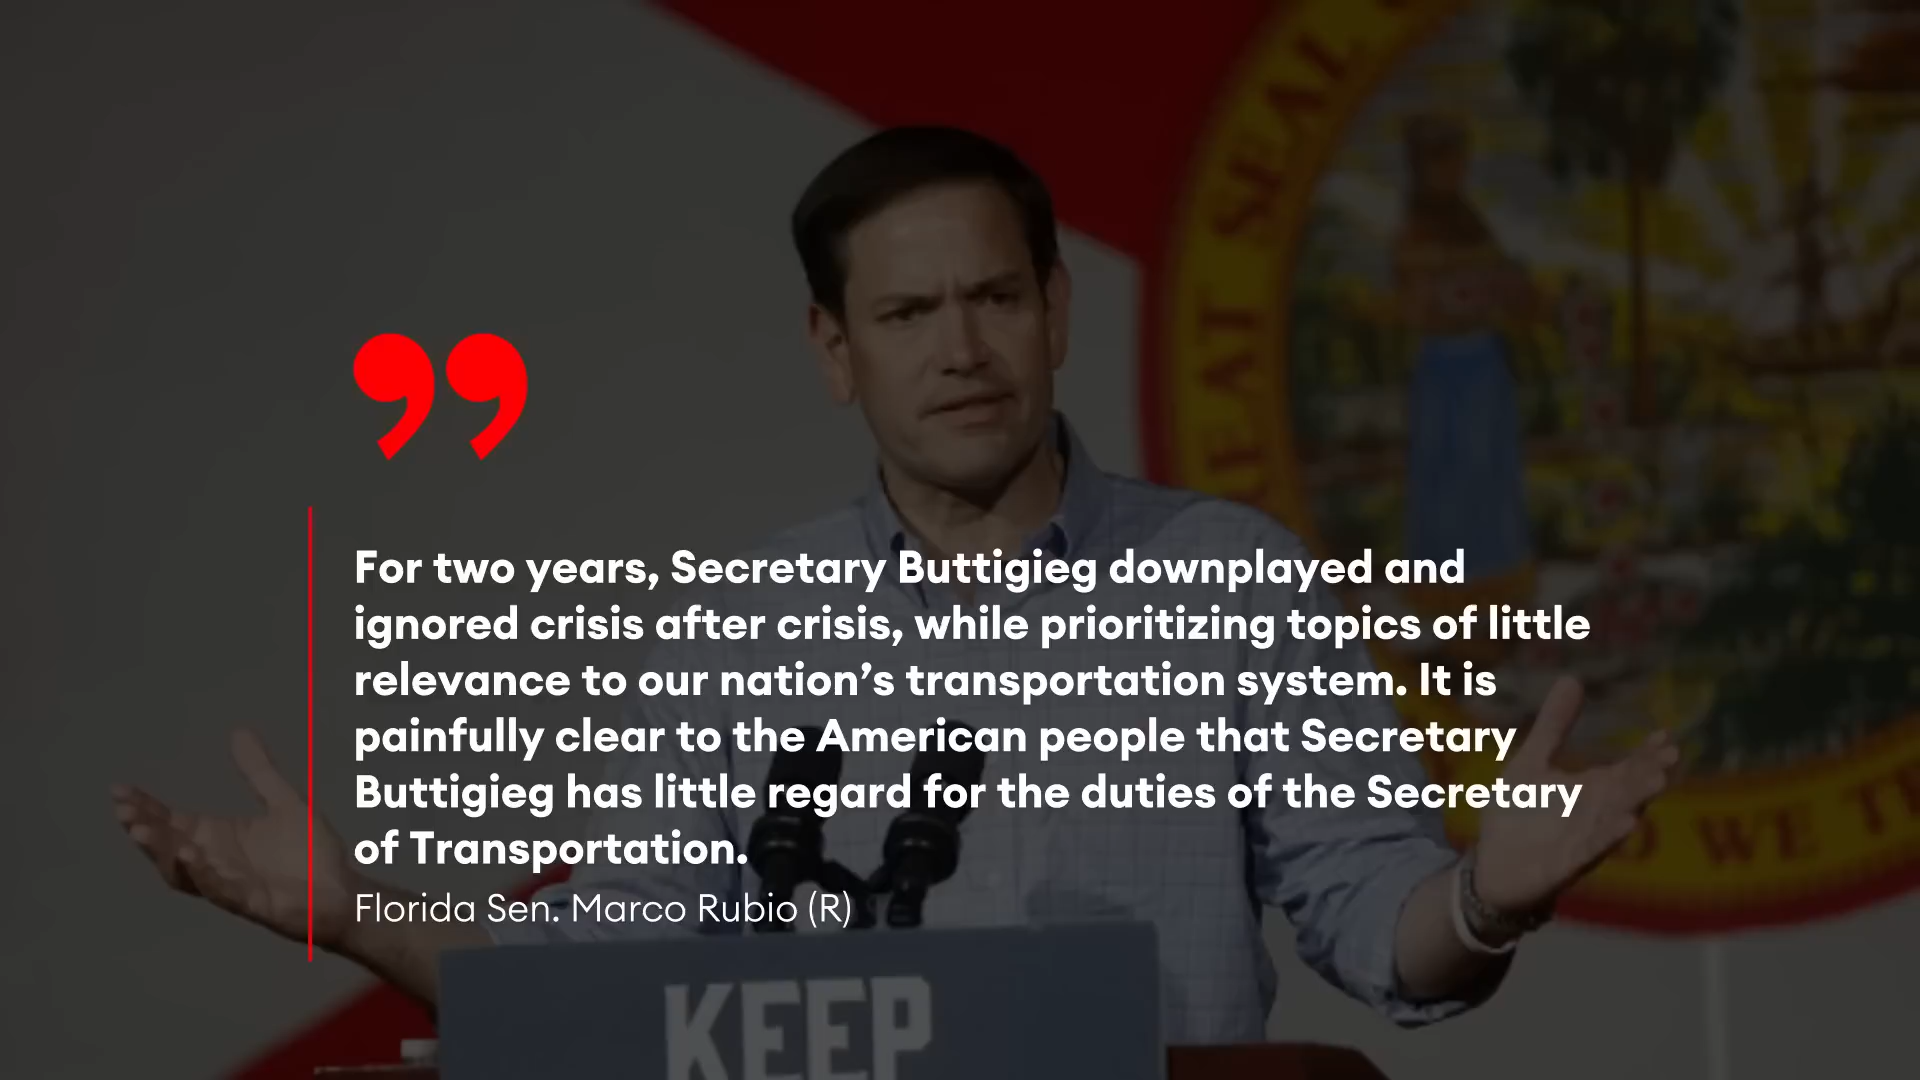 ”
For two years, Secretary Buttigieg downplayed and
ignored crisis after crisis, while prioritizing topics of little
relevance to our nation’s transportation system. It is
painfully clear to the American people that Secretary
Buttigieg has little regard for the duties of the Secretary
of Transportation.
Florida Sen. Marco Rubio (R)
KEEP
SEAL
WE